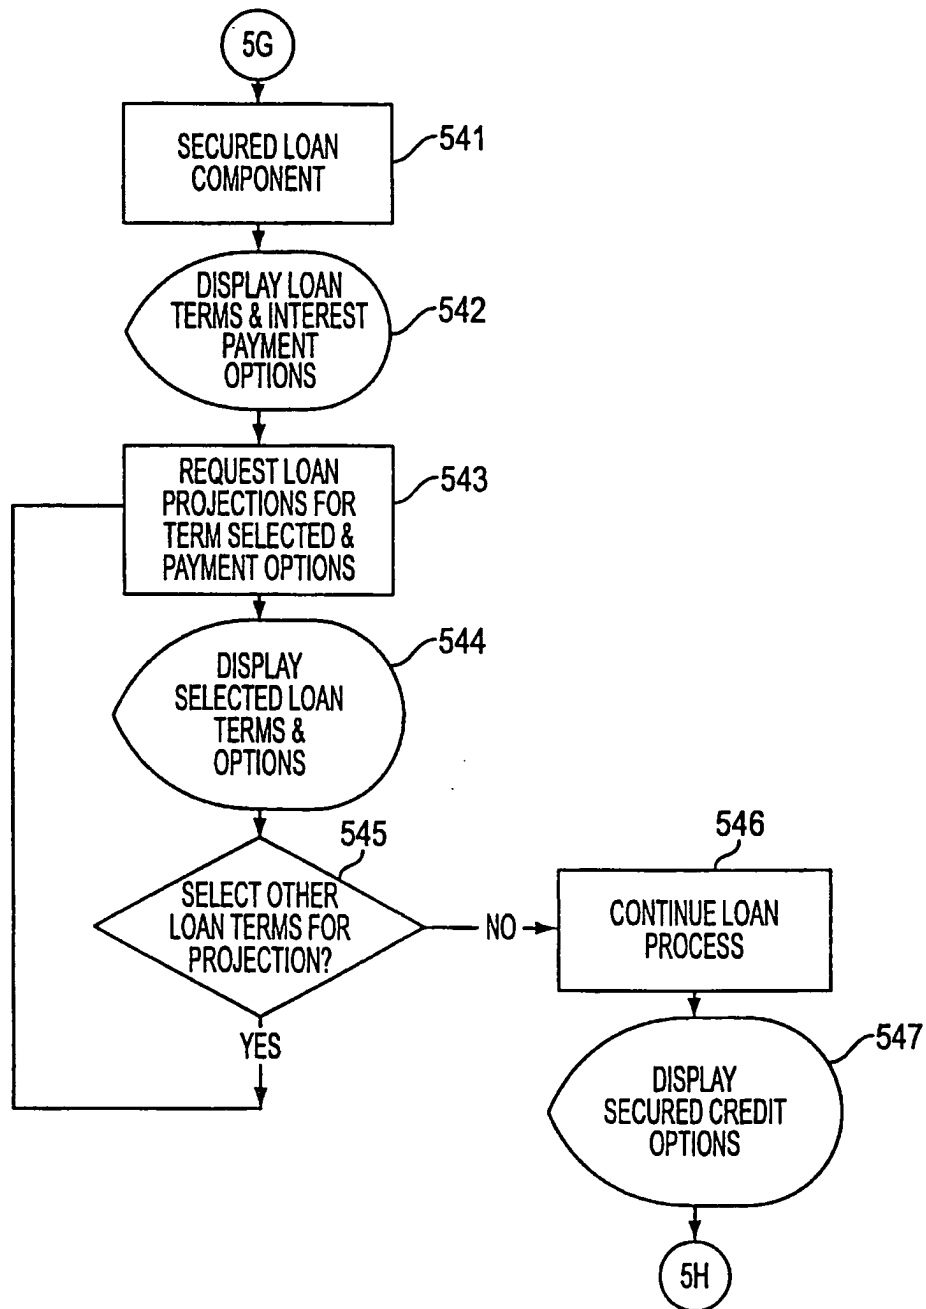 5G
SECURED LOAN
COMPONENT
541
DISPLAY LOAN
TERMS & INTEREST
PAYMENT
OPTIONS
542
REQUEST LOAN
PROJECTIONS FOR
TERM SELECTED &
PAYMENT OPTIONS
543
DISPLAY
SELECTED LOAN
TERMS &
OPTIONS
544
545
SELECT OTHER
LOAN TERMS FOR
PROJECTION?
YES
NO
546
CONTINUE LOAN
PROCESS
547
DISPLAY
SECURED CREDIT
OPTIONS
5H